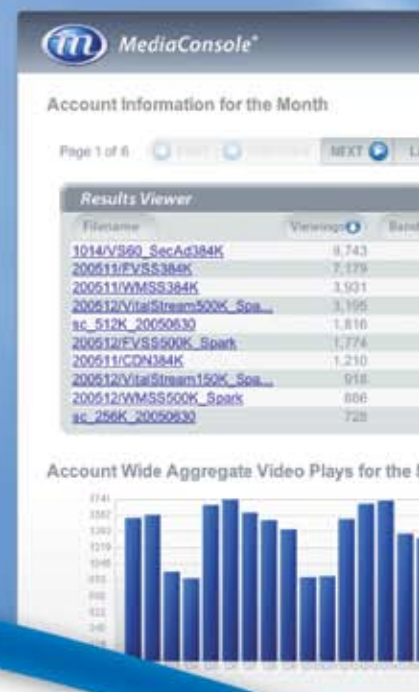 m MediaConsole
Account Information for the Month
Page 1 of 6 FIRST PREVIOUS NEXT
Results Viewer
Filename Viewings
1014/VS60_SecAd384K 8,743
200511/FVSS384K 7,179
200511/WMSS384K 3,931
200512/VitalStream500K_Spa... 3,195
sc_512K_20050630 1,816
200512/FVSS500K_Spark 1,774
200511/CDN384K 1,210
200512/VitalStream150K_Spa... 918
200512/WMSS500K_Spark 886
sc_256K_20050630 728
Account Wide Aggregate Video Plays for the